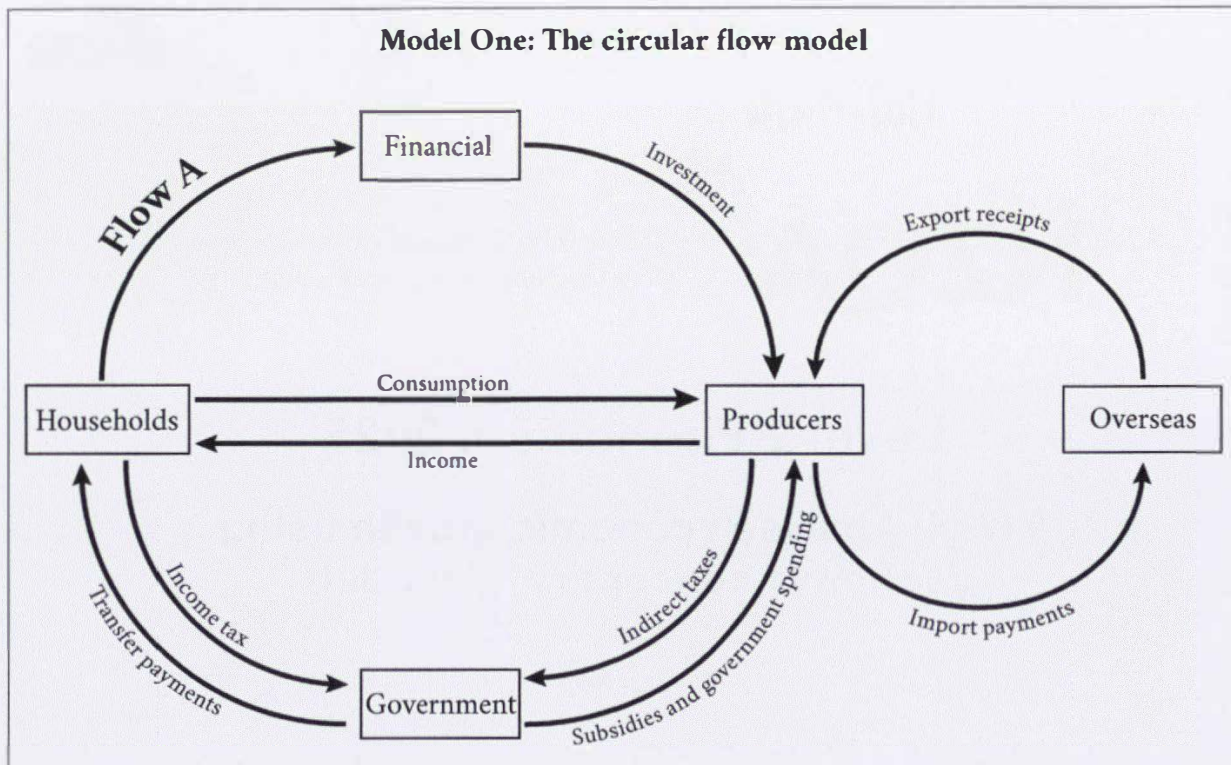 Model One: The circular flow model
Financial
Flow A
Investment
Export receipts
Consumption
Households
Producers
Overseas
Income
Income tax
Transfer payments
Indirect taxes
Subsidies and government spending
Import payments
Government